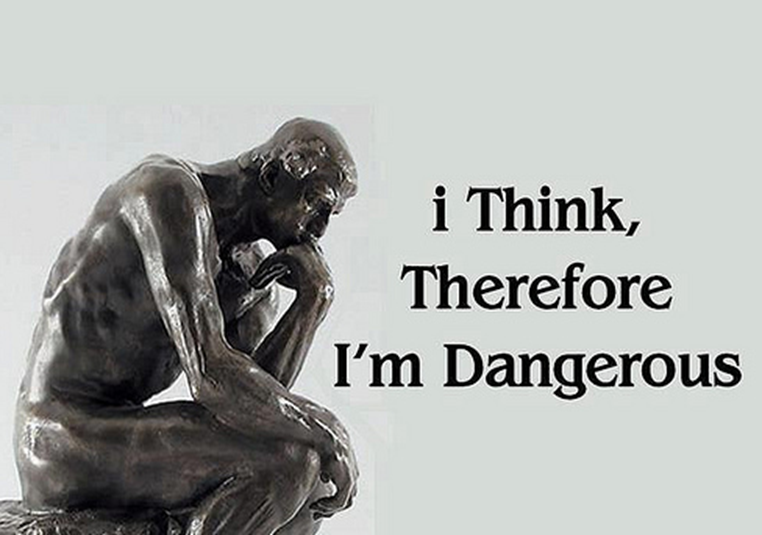 i Think,
Therefore
I'm Dangerous